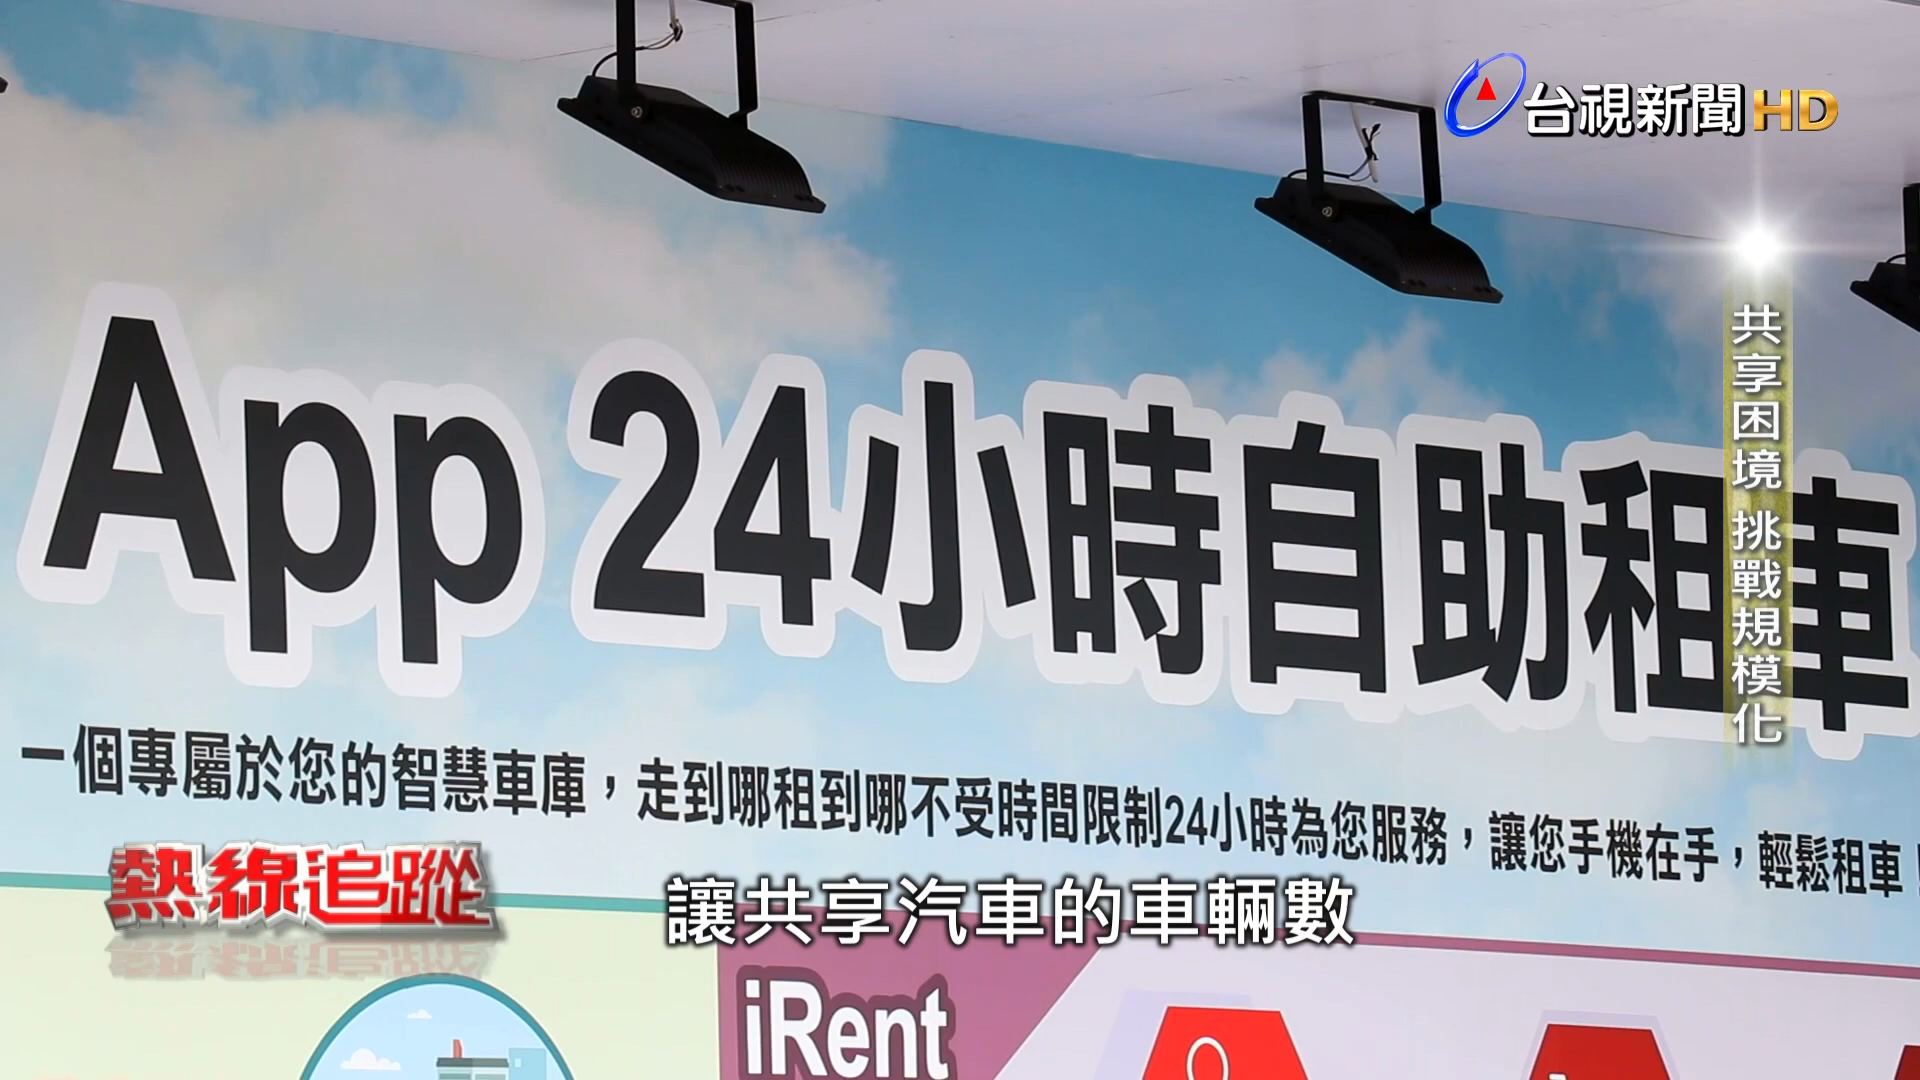 台視新聞HD
共享困境 挑戰規模化
App 24小時自助租車
一個專屬於您的智慧車庫，走到哪租到哪不受時間限制24小時為您服務，讓您手機在手，輕鬆租車！
熱線追蹤
讓共享汽車的車輛數
iRent